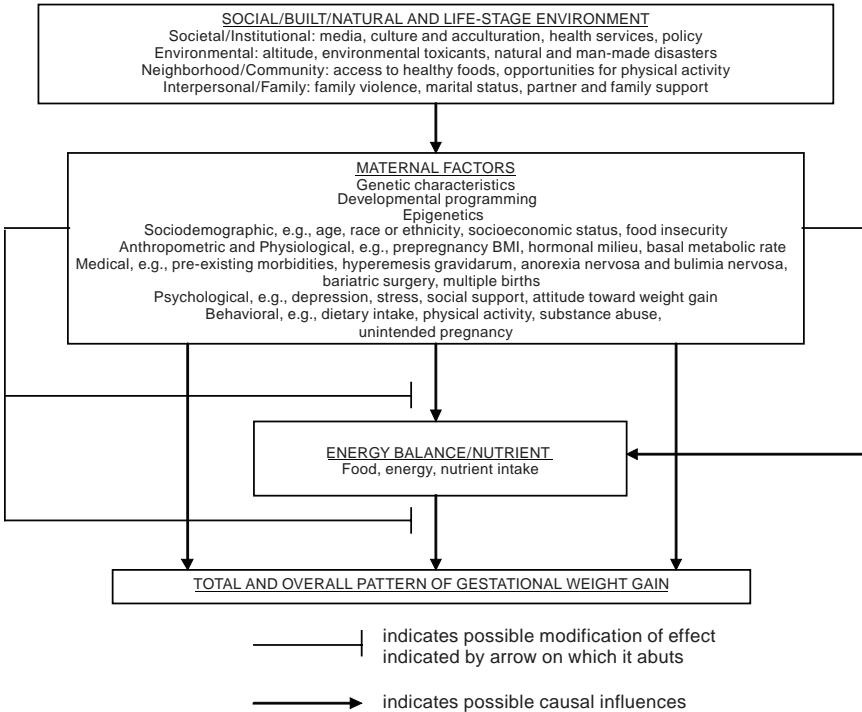 SOCIAL/BUILT/NATURAL AND LIFE-STAGE ENVIRONMENT
Societal/Institutional: media, culture and acculturation, health services, policy
Environmental: altitude, environmental toxicants, natural and man-made disasters
Neighborhood/Community: access to healthy foods, opportunities for physical activity
Interpersonal/Family: family violence, marital status, partner and family support
MATERNAL FACTORS
Genetic characteristics
Developmental programming
Epigenetics
Sociodemographic, e.g., age, race or ethnicity, socioeconomic status, food insecurity
Anthropometric and Physiological, e.g., prepregnancy BMI, hormonal milieu, basal metabolic rate
Medical, e.g., pre-existing morbidities, hyperemesis gravidarum, anorexia nervosa and bulimia nervosa,
bariatric surgery, multiple births
Psychological, e.g., depression, stress, social support, attitude toward weight gain
Behavioral, e.g., dietary intake, physical activity, substance abuse,
unintended pregnancy
ENERGY BALANCE/NUTRIENT
Food, energy, nutrient intake
TOTAL AND OVERALL PATTERN OF GESTATIONAL WEIGHT GAIN
indicates possible modification of effect
indicated by arrow on which it abuts
indicates possible causal influences